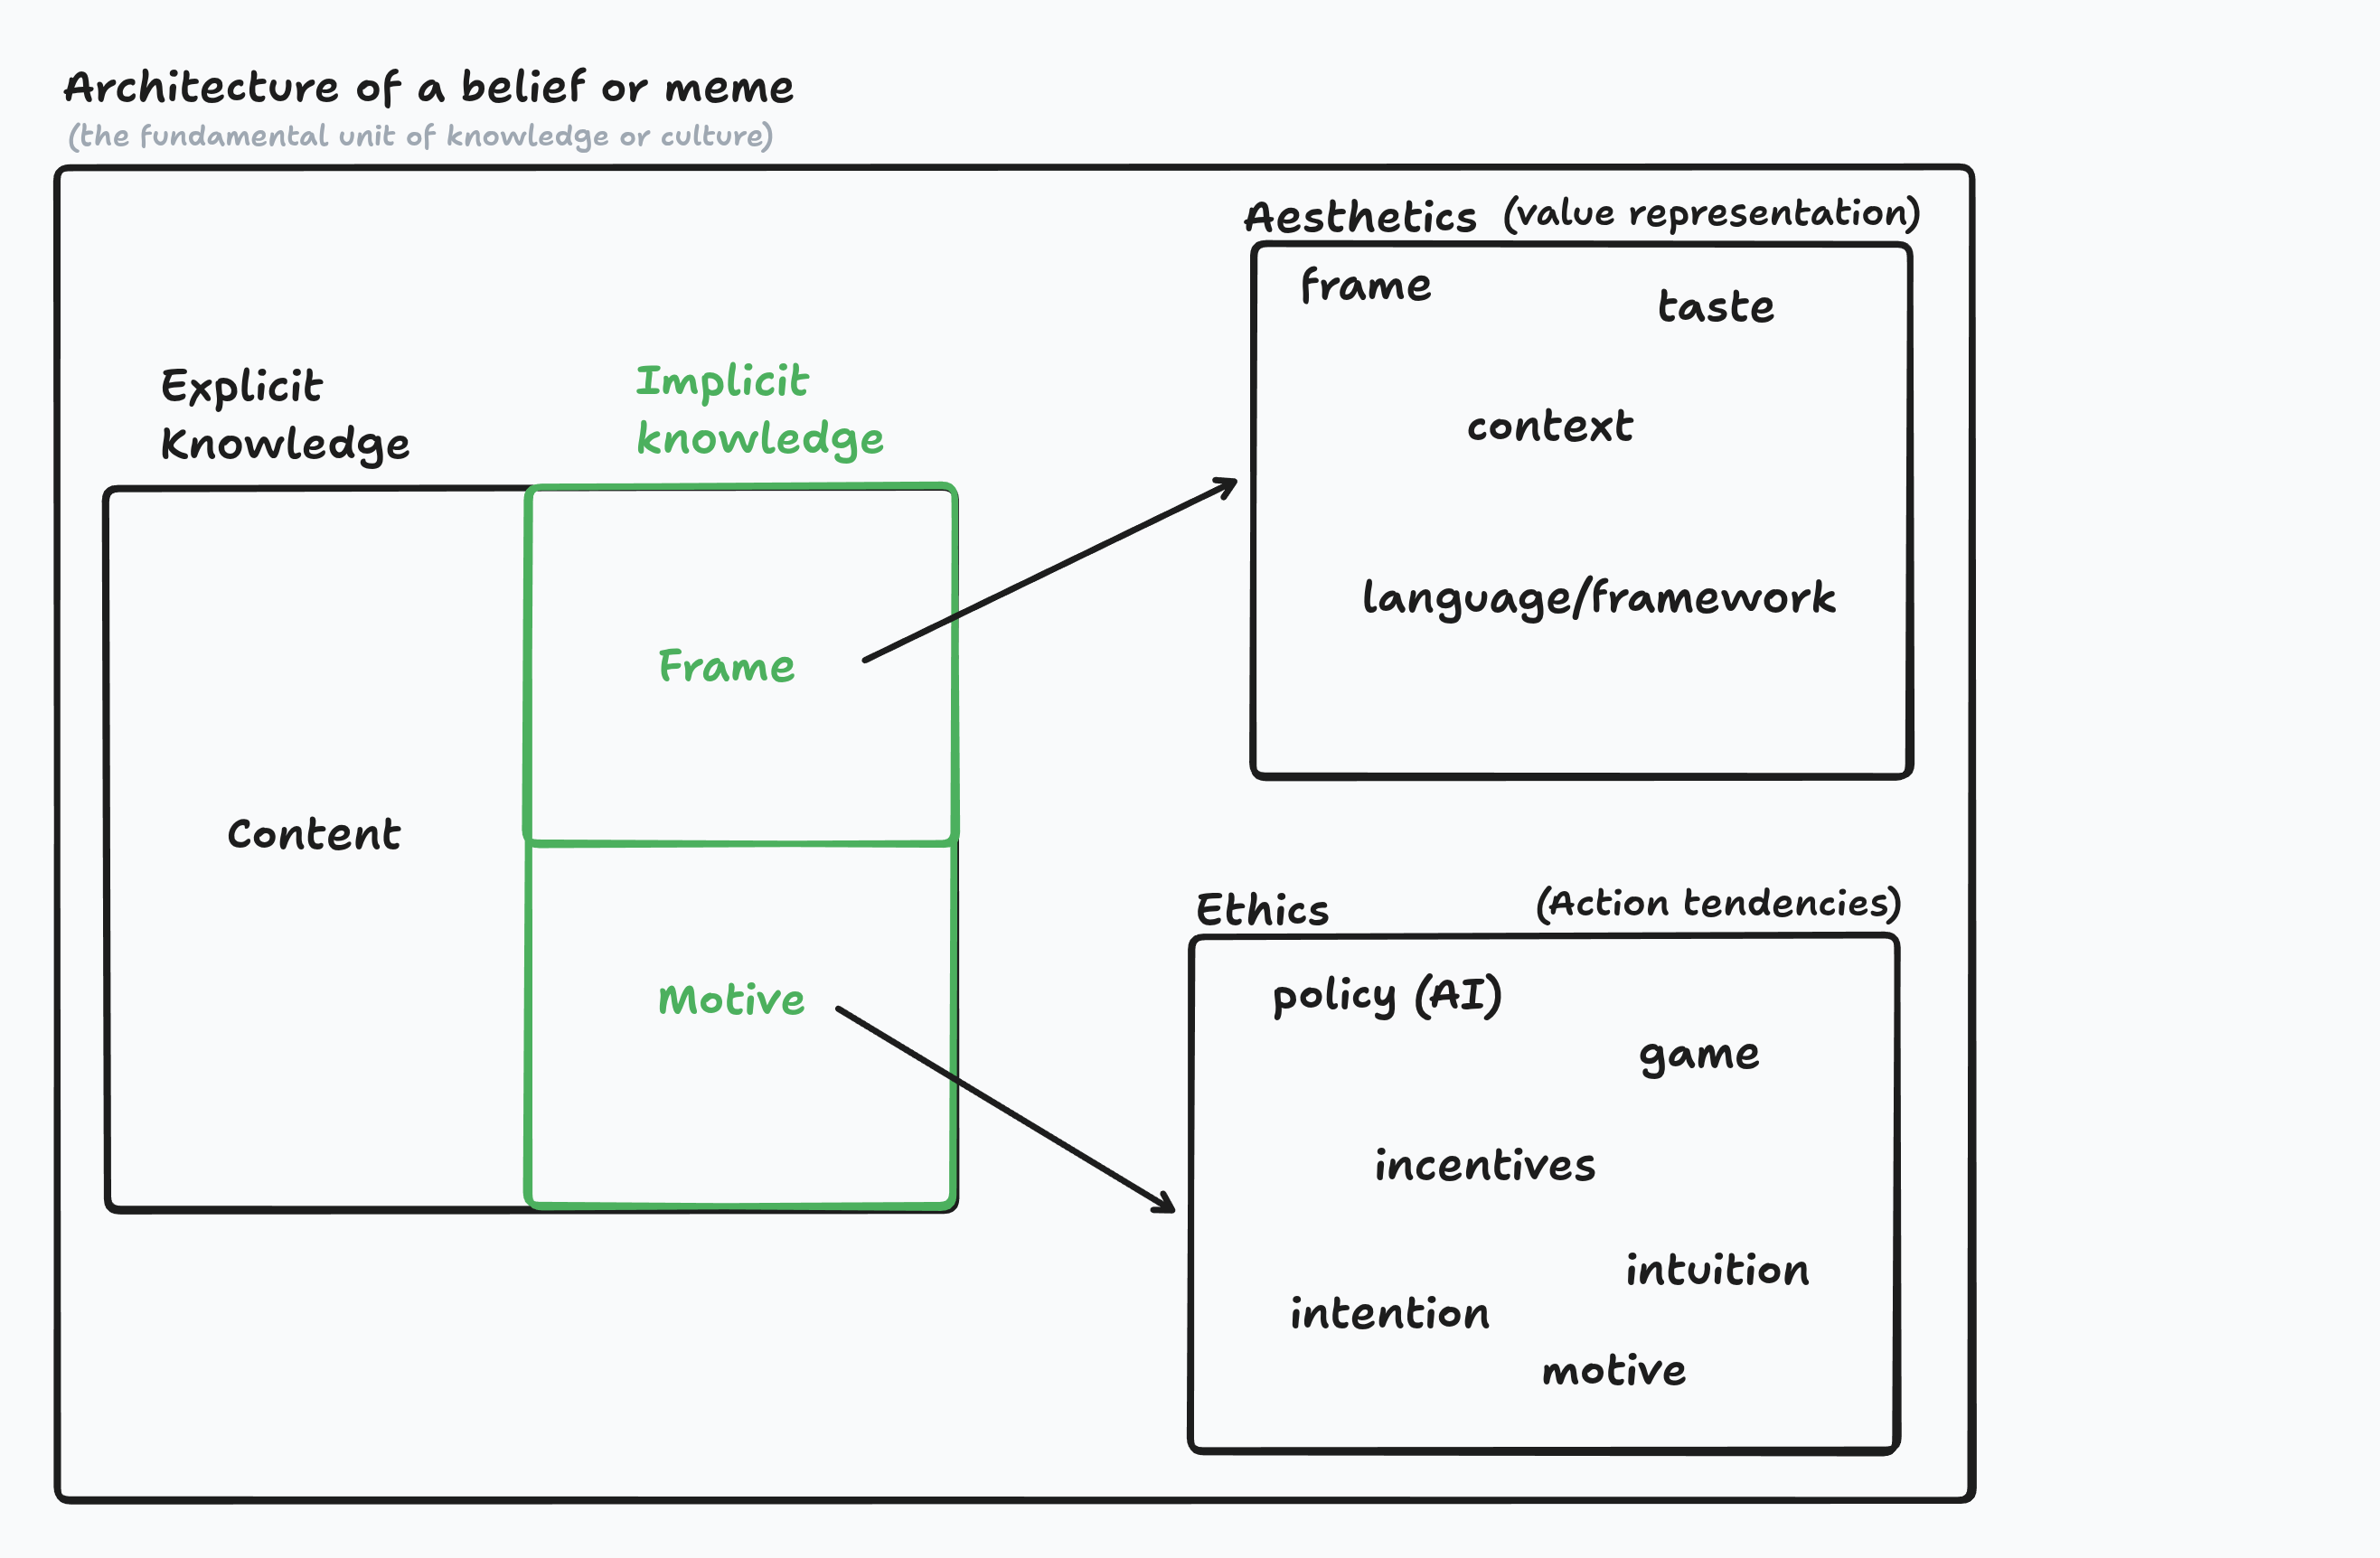 Architecture of a belief or meme
(the fundamental unit of knowledge or culture)
Explicit
Knowledge
Implicit
knowledge
Content
Frame
Motive
Aesthetics (value representation)
frame
taste
context
language/framework
Ethics (Action tendencies)
policy (AI)
game
incentives
intuition
intention
motive